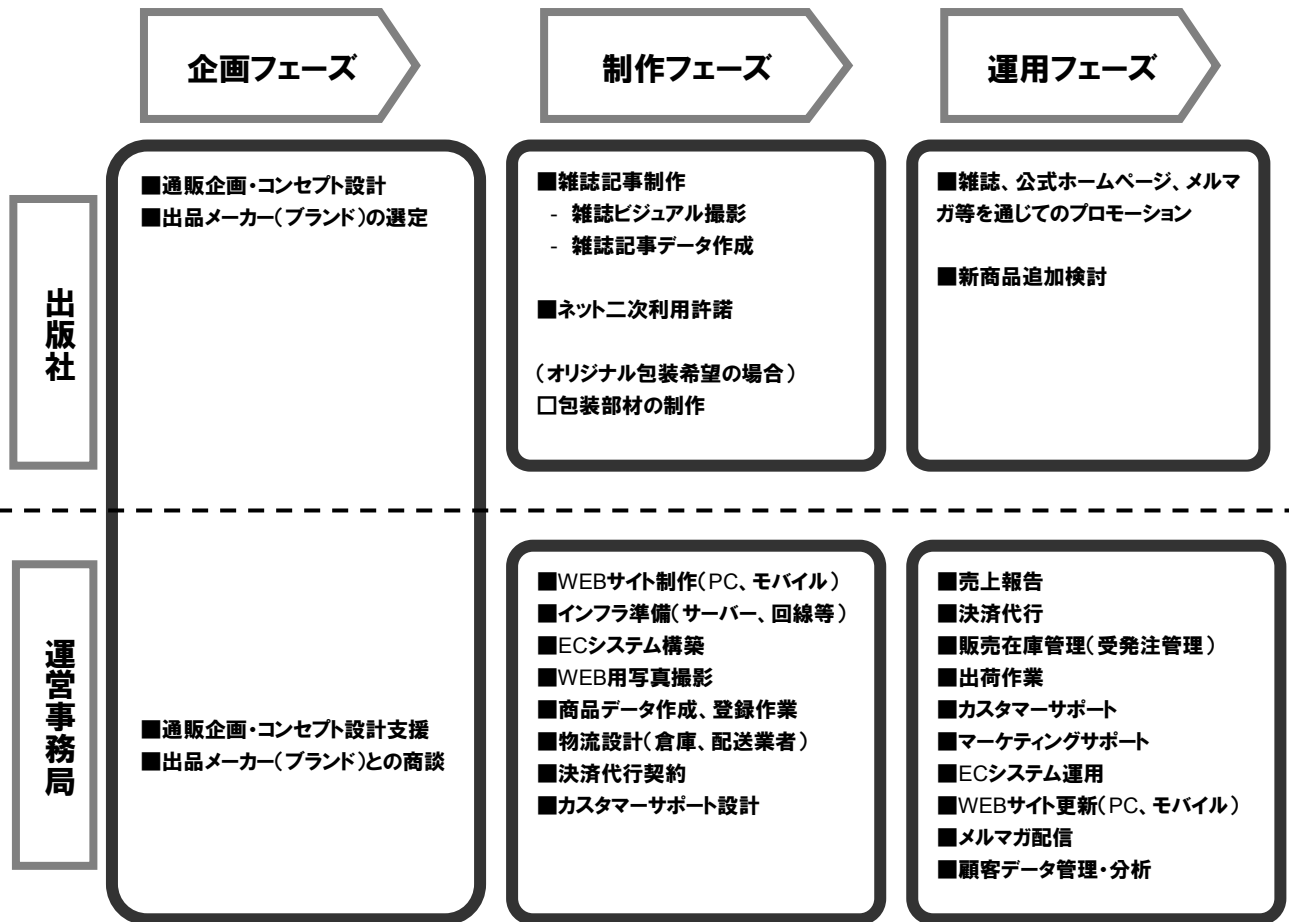 企画フェーズ
制作フェーズ
運用フェーズ
出版社
■通販企画・コンセプト設計
■出品メーカー(ブランド)の選定
■雑誌記事制作
- 雑誌ビジュアル撮影
- 雑誌記事データ作成
■ネット二次利用許諾
(オリジナル包装希望の場合)
□包装部材の制作
■雑誌、公式ホームページ、メルマ
ガ等を通じてのプロモーション
■新商品追加検討
運営事務局
■通販企画・コンセプト設計支援
■出品メーカー(ブランド)との商談
■WEBサイト制作(PC、モバイル)
■インフラ準備(サーバー、回線等)
■ECシステム構築
■WEB用写真撮影
■商品データ作成、登録作業
■物流設計(倉庫、配送業者)
■決済代行契約
■カスタマーサポート設計
■売上報告
■決済代行
■販売在庫管理(受発注管理)
■出荷作業
■カスタマーサポート
■マーケティングサポート
■ECシステム運用
■WEBサイト更新(PC、モバイル)
■メルマガ配信
■顧客データ管理・分析